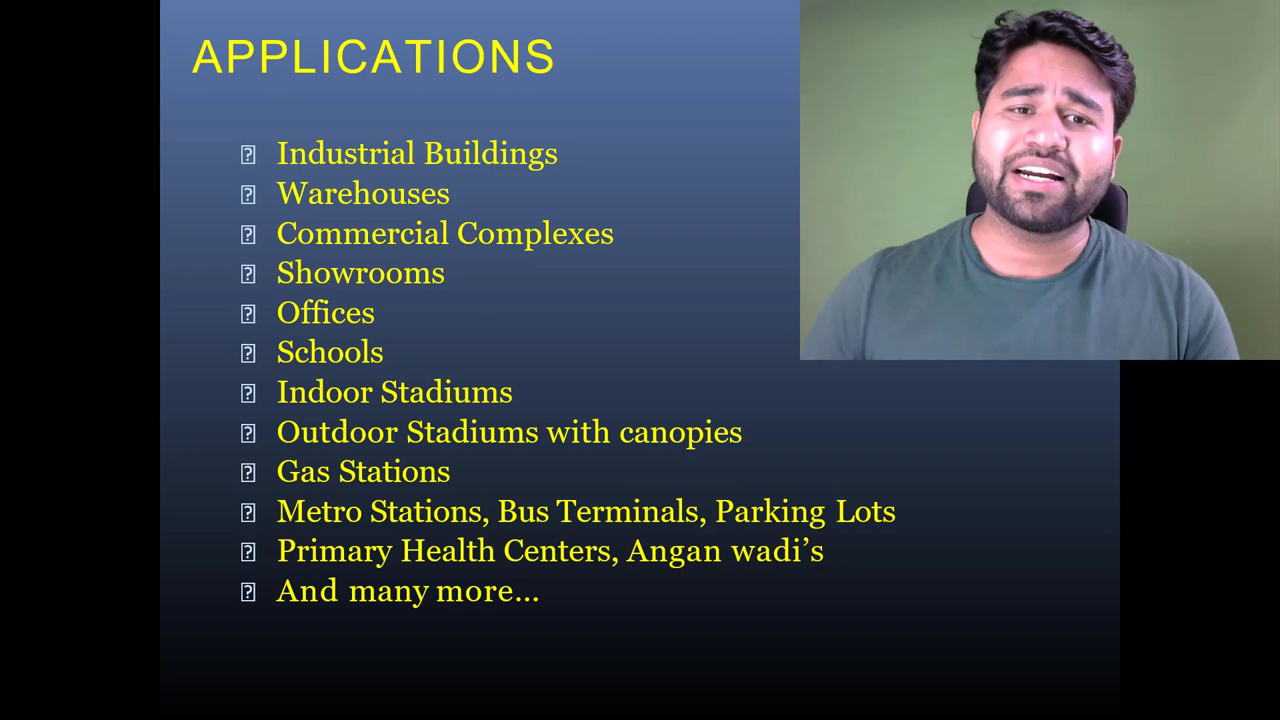 APPLICATIONS
Industrial Buildings
Warehouses
Commercial Complexes
Showrooms
Offices
Schools
Indoor Stadiums
Outdoor Stadiums with canopies
Gas Stations
Metro Stations, Bus Terminals, Parking Lots
Primary Health Centers, Angan wadi’s
And many more…